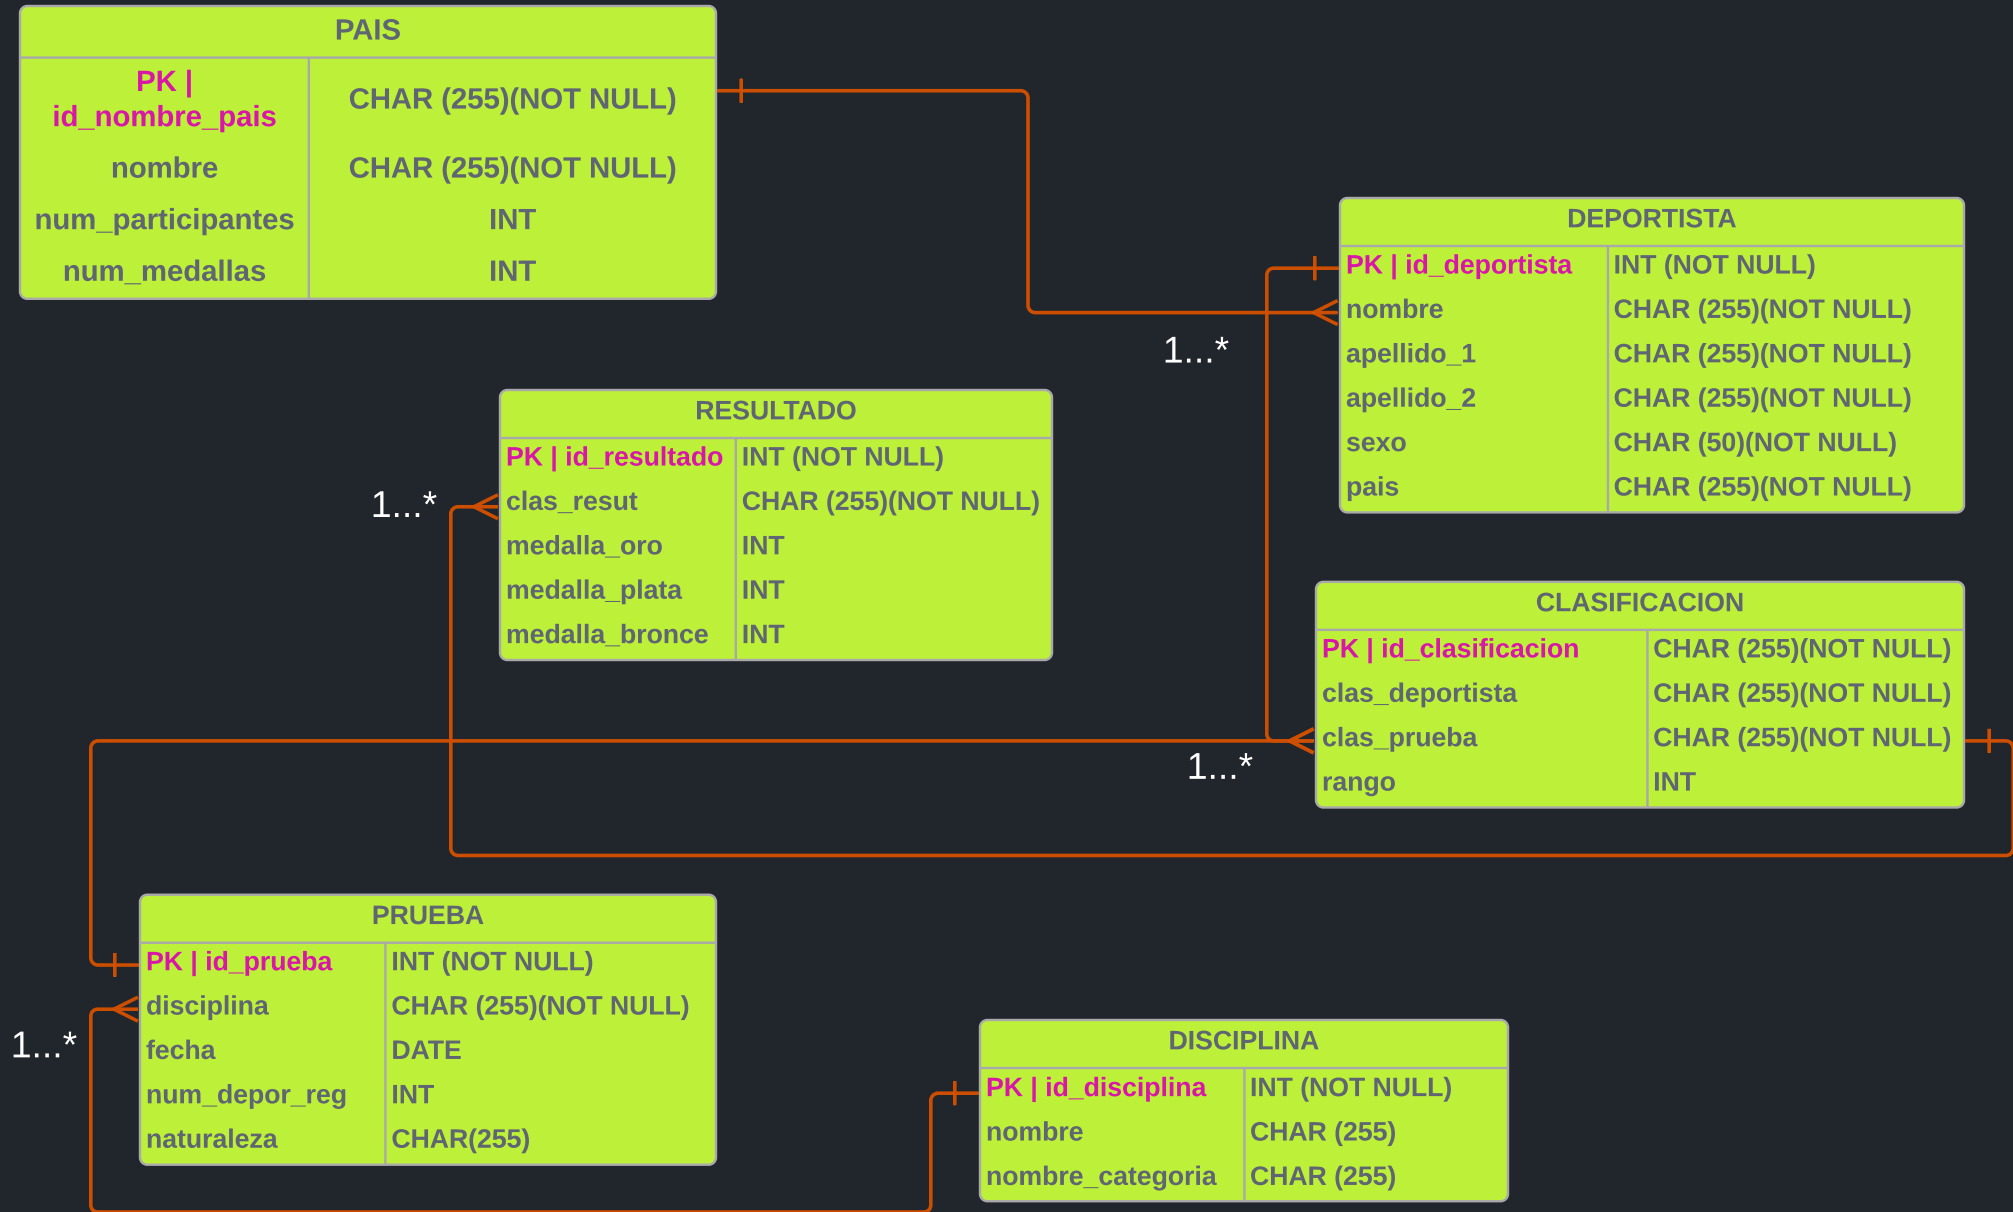 PAIS
PK |
id_nombre_pais
CHAR (255)(NOT NULL)
nombre
CHAR (255)(NOT NULL)
num_participantes
INT
num_medallas
INT
DEPORTISTA
PK | id_deportista
INT (NOT NULL)
nombre
CHAR (255)(NOT NULL)
apellido_1
CHAR (255)(NOT NULL)
apellido_2
CHAR (255)(NOT NULL)
sexo
CHAR (50)(NOT NULL)
pais
CHAR (255)(NOT NULL)
1...*
RESULTADO
PK | id_resultado
INT (NOT NULL)
clas_resut
CHAR (255)(NOT NULL)
medalla_oro
INT
medalla_plata
INT
medalla_bronce
INT
1...*
CLASIFICACION
PK | id_clasificacion
CHAR (255)(NOT NULL)
clas_deportista
CHAR (255)(NOT NULL)
clas_prueba
CHAR (255)(NOT NULL)
rango
INT
1...*
PRUEBA
PK | id_prueba
INT (NOT NULL)
disciplina
CHAR (255)(NOT NULL)
fecha
DATE
num_depor_reg
INT
naturaleza
CHAR(255)
1...*
DISCIPLINA
PK | id_disciplina
INT (NOT NULL)
nombre
CHAR (255)
nombre_categoria
CHAR (255)